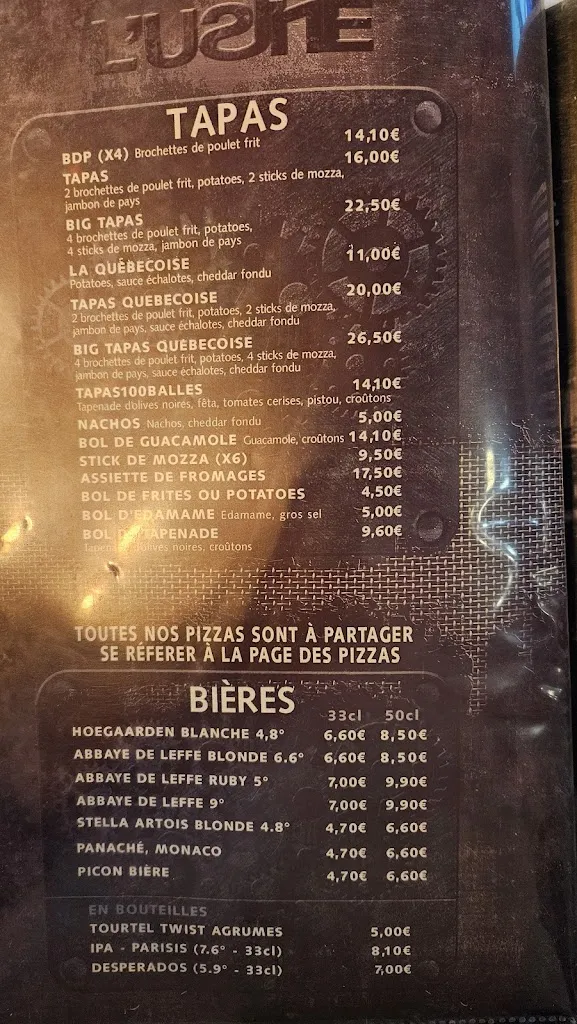 L'USINE
TAPAS
BDP (X4) Brochettes de poulet frit 14,10€
TAPAS 16,00€
2 brochettes de poulet frit, potatoes, 2 sticks de mozza,
jambon de pays
BIG TAPAS 22,50€
4 brochettes de poulet frit, potatoes,
4 sticks de mozza, jambon de pays
LA QUÉBECOISE 11,00€
Potatoes, sauce échalotes, cheddar fondu
TAPAS QUEBECOISE 20,00€
2 brochettes de poulet frit, potatoes, 2 sticks de mozza,
jambon de pays, sauce échalotes, cheddar fondu
BIG TAPAS QUEBECOISE 26,50€
4 brochettes de poulet frit, potatoes, 4 sticks de mozza,
jambon de pays, sauce échalotes, cheddar fondu
TAPAS100BALLES 14,10€
Tapenade d'olives noires, fêta, tomates cerises, pistou, croûtons
NACHOS Nachos, cheddar fondu 5,00€
BOL DE GUACAMOLE Guacamole, croûtons 14,10€
STICK DE MOZZA (X6) 9,50€
ASSIETTE DE FROMAGES 17,50€
BOL DE FRITES OU POTATOES 4,50€
BOL D'EDAMAME Edamame, gros sel 5,00€
BOL DE TAPENADE 9,60€
Tapenade d'olives noires, croûtons
TOUTES NOS PIZZAS SONT À PARTAGER
SE RÉFERER À LA PAGE DES PIZZAS
BIÈRES
33cl 50cl
HOEGAARDEN BLANCHE 4,8° 6,60€ 8,50€
ABBAYE DE LEFFE BLONDE 6.6° 6,60€ 8,50€
ABBAYE DE LEFFE RUBY 5° 7,00€ 9,90€
ABBAYE DE LEFFE 9° 7,00€ 9,90€
STELLA ARTOIS BLONDE 4.8° 4,70€ 6,60€
PANACHÉ, MONACO 4,70€ 6,60€
PICON BIÈRE 4,70€ 6,60€
EN BOUTEILLES
TOURTEL TWIST AGRUMES 5,00€
IPA - PARISIS (7.6° - 33cl) 8,10€
DESPERADOS (5.9° - 33cl) 7,00€